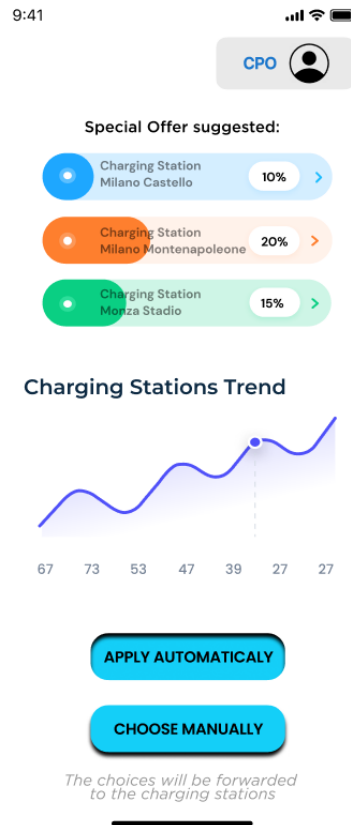 9:41
CPO
Special Offer suggested:
Charging Station
Milano Castello
10%
Charging Station
Milano Montenapoleone
20%
Charging Station
Monza Stadio
15%
Charging Stations Trend
67 73 53 47 39 27 27
APPLY AUTOMATICALY
CHOOSE MANUALLY
The choices will be forwarded
to the charging stations